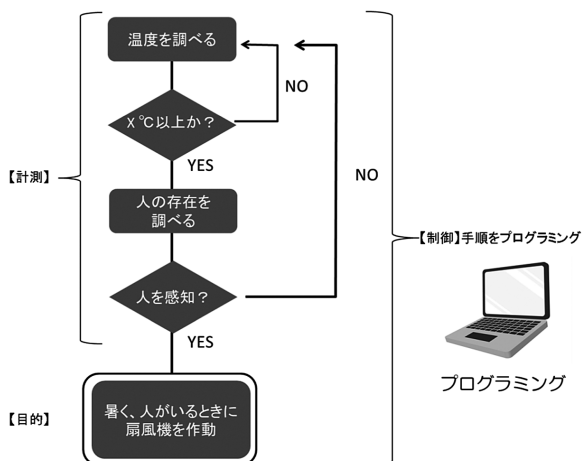 温度を調べる
NO
X℃以上か？
YES
NO
【計測】
人の存在を
調べる
【制御】手順をプログラミング
人を感知？
YES
プログラミング
【目的】
暑く、人がいるときに
扇風機を作動